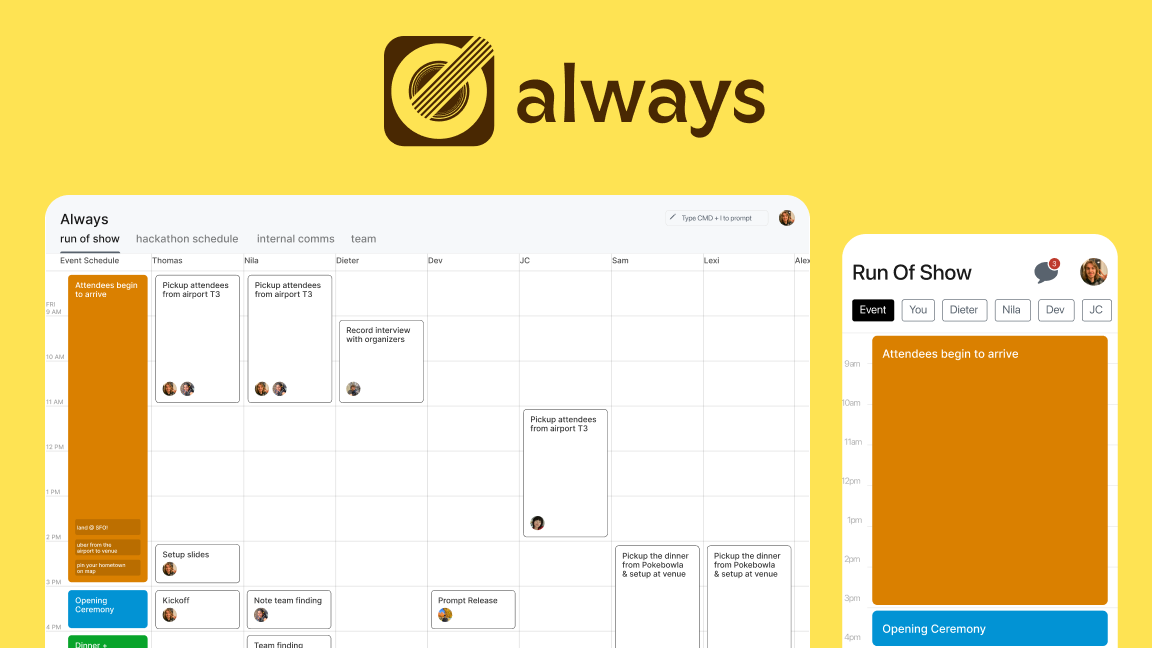 always
Always
Type CMD + I to prompt
run of show
hackathon schedule
internal comms
team
Event Schedule
Thomas
Nila
Dieter
Dev
JC
Sam
Lexi
Alex
FRI
9 AM
10 AM
11 AM
12 PM
1 PM
2 PM
3 PM
4 PM
Attendees begin
to arrive
land @ SFO!
uber from the
airport to venue
pin your hometown
on map
Opening
Ceremony
Dinner +
Pickup attendees
from airport T3
Setup slides
Kickoff
Pickup attendees
from airport T3
Note team finding
Team finding
Record interview
with organizers
Prompt Release
Pickup attendees
from airport T3
Pickup the dinner
from Pokebowla
& setup at venue
Pickup the dinner
from Pokebowla
& setup at venue
Run Of Show
3
Event
You
Dieter
Nila
Dev
JC
9am
10am
11am
12pm
1pm
2pm
3pm
4pm
Attendees begin to arrive
Opening Ceremony